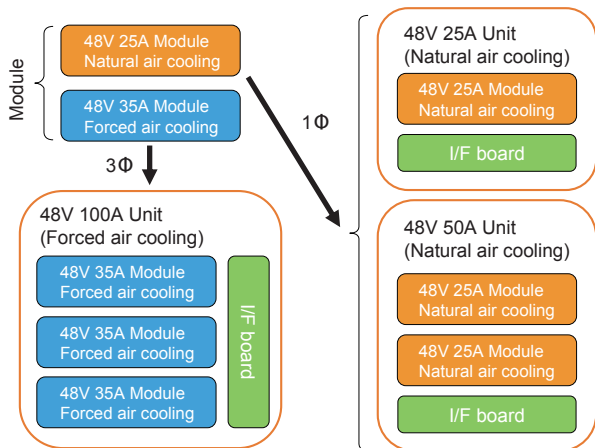 Module
48V 25A Module
Natural air cooling
48V 35A Module
Forced air cooling
3Φ
1Φ
48V 100A Unit
(Forced air cooling)
48V 35A Module
Forced air cooling
48V 35A Module
Forced air cooling
48V 35A Module
Forced air cooling
I/F board
48V 25A Unit
(Natural air cooling)
48V 25A Module
Natural air cooling
I/F board
48V 50A Unit
(Natural air cooling)
48V 25A Module
Natural air cooling
48V 25A Module
Natural air cooling
I/F board